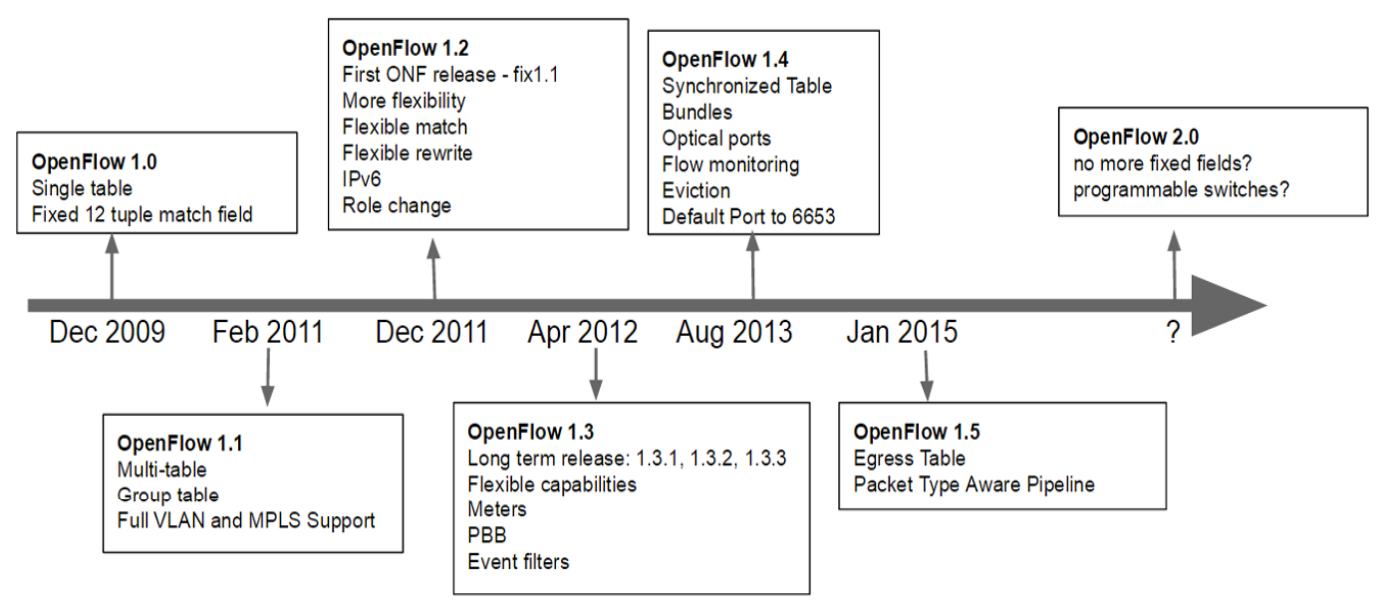 OpenFlow 1.0
Single table
Fixed 12 tuple match field
OpenFlow 1.2
First ONF release - fix1.1
More flexibility
Flexible match
Flexible rewrite
IPv6
Role change
OpenFlow 1.4
Synchronized Table
Bundles
Optical ports
Flow monitoring
Eviction
Default Port to 6653
OpenFlow 2.0
no more fixed fields?
programmable switches?
Dec 2009 Feb 2011 Dec 2011 Apr 2012 Aug 2013 Jan 2015 ?
OpenFlow 1.1
Multi-table
Group table
Full VLAN and MPLS Support
OpenFlow 1.3
Long term release: 1.3.1, 1.3.2, 1.3.3
Flexible capabilities
Meters
PBB
Event filters
OpenFlow 1.5
Egress Table
Packet Type Aware Pipeline